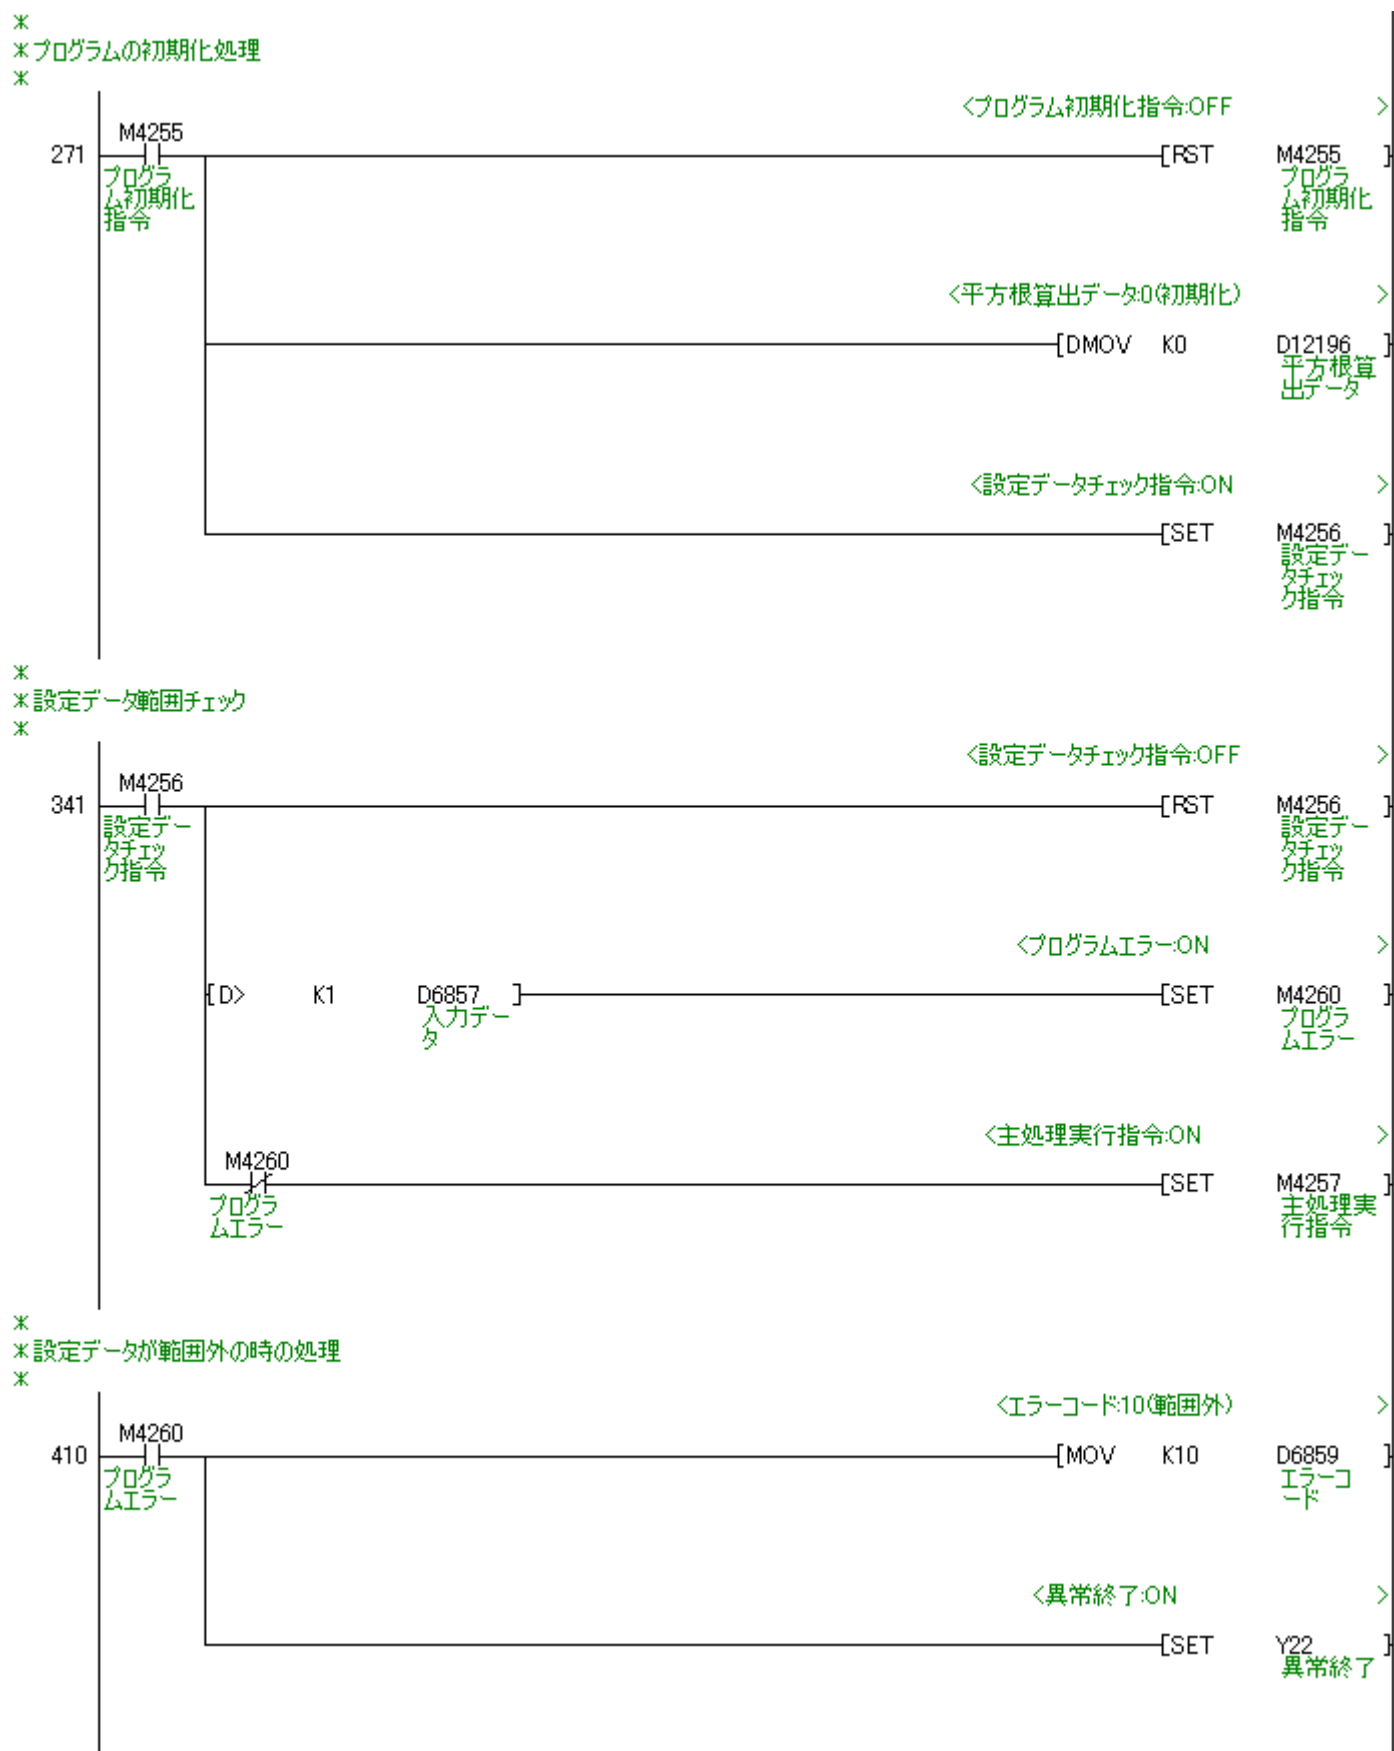 *
*プログラムの初期化処理
*
<プログラム初期化指令:OFF >
M4255
271 [RST M4255 ]
プログラ
ム初期化
指令
プログラ
ム初期化
指令
<平方根算出データ:0(初期化) >
[DMOV K0 D12196 ]
平方根算
出データ
<設定データチェック指令:ON >
[SET M4256 ]
設定デー
タチェッ
ク指令
*
*設定データ範囲チェック
*
<設定データチェック指令:OFF >
M4256
341 [RST M4256 ]
設定デー
タチェッ
ク指令
設定デー
タチェッ
ク指令
<プログラムエラー:ON >
[D> K1 D6857 ] [SET M4260 ]
入力デー
タ
プログラ
ムエラー
<主処理実行指令:ON >
M4260
[SET M4257 ]
プログラ
ムエラー
主処理実
行指令
*
*設定データが範囲外の時の処理
*
<エラーコード:10(範囲外) >
M4260
410 [MOV K10 D6859 ]
プログラ
ムエラー
エラーコ
ード
<異常終了:ON >
[SET Y22 ]
異常終了